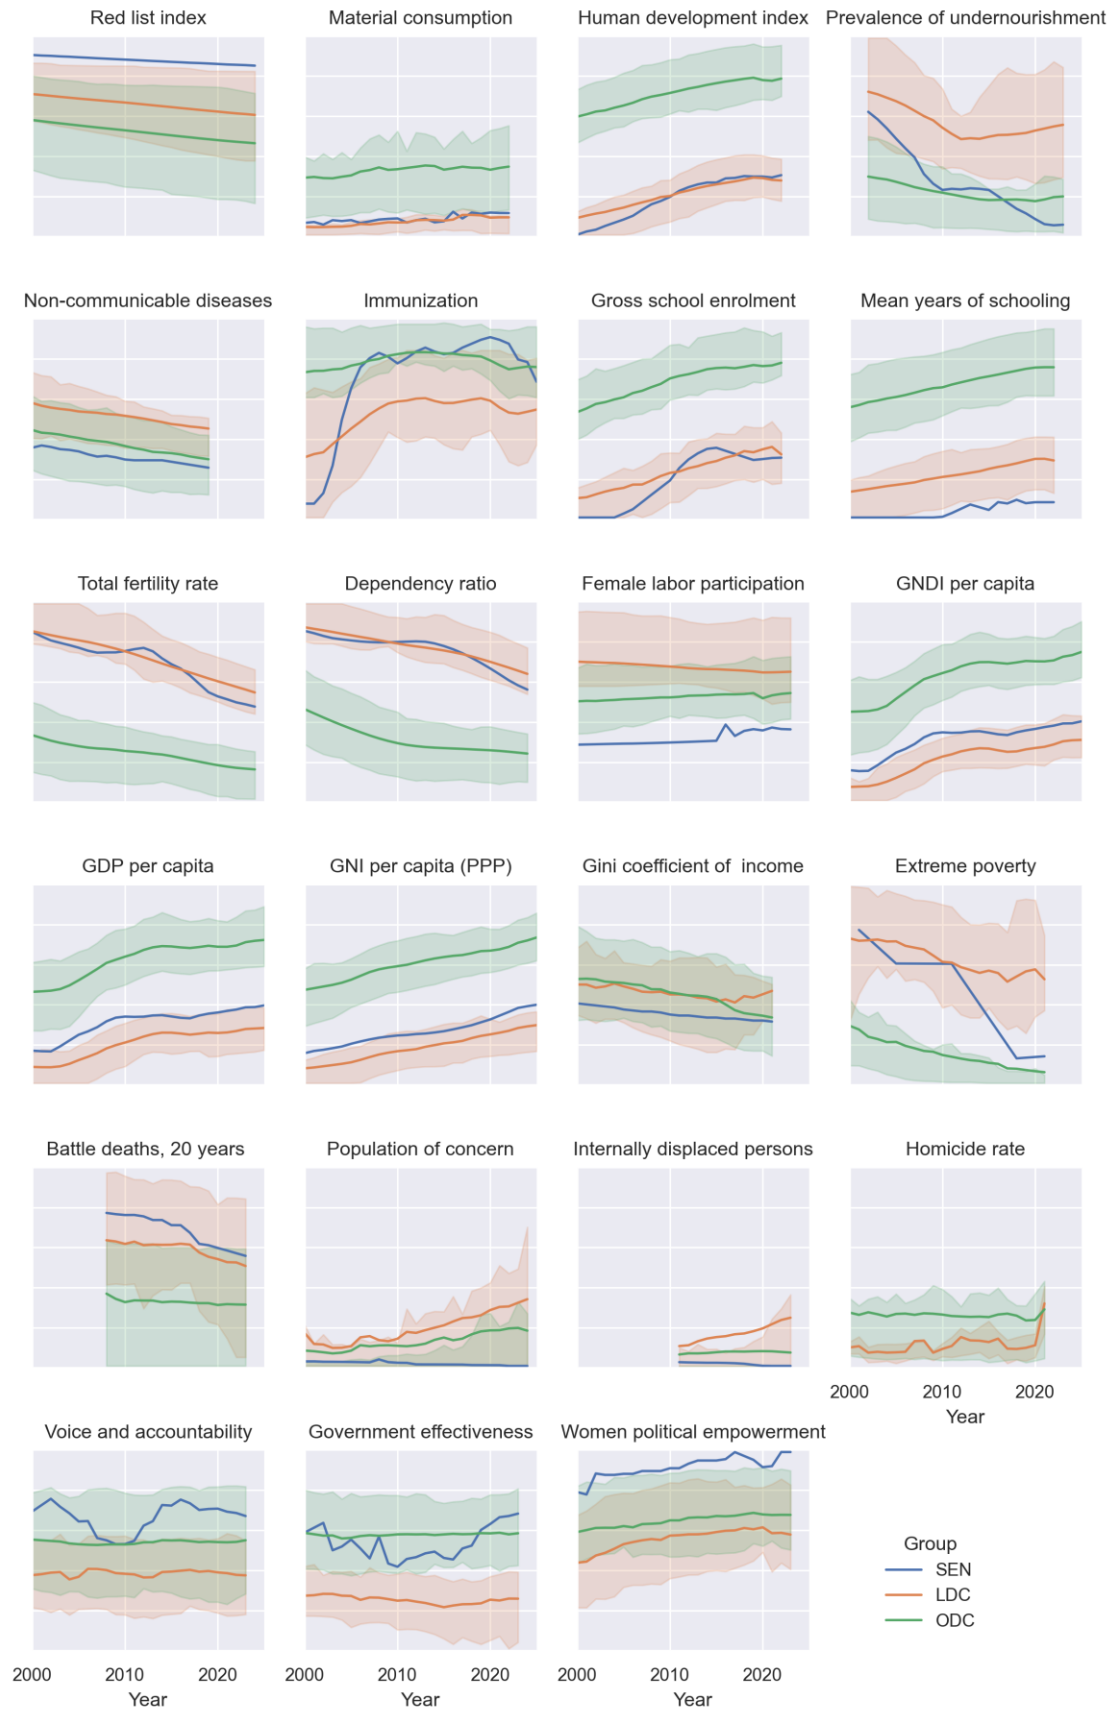 Red list index
Material consumption
Human development index
Prevalence of undernourishment
Non-communicable diseases
Immunization
Gross school enrolment
Mean years of schooling
Total fertility rate
Dependency ratio
Female labor participation
GNDI per capita
GDP per capita
GNI per capita (PPP)
Gini coefficient of  income
Extreme poverty
Battle deaths, 20 years
Population of concern
Internally displaced persons
Homicide rate
2000 2010 2020
Year
Voice and accountability
Government effectiveness
Women political empowerment
Group
SEN
LDC
ODC
2000 2010 2020
Year
2000 2010 2020
Year
2000 2010 2020
Year